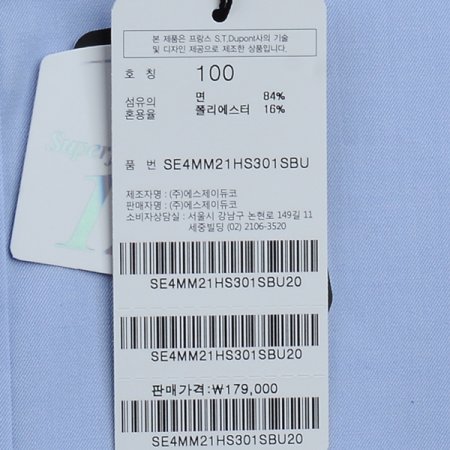 본 제품은 프랑스 S.T.Dupont사의 기술
및 디자인 제공으로 제조한 상품입니다.
호 칭 100
섬유의 면 84%
혼용율 폴리에스터 16%
품 번 SE4MM21HS301SBU
제조자명 : (주)에스제이듀코
판매자명 : (주)에스제이듀코
소비자상담실 : 서울시 강남구 논현로 149길 11
세중빌딩 (02) 2106-3520
SE4MM21HS301SBU20
SE4MM21HS301SBU20
판매가격:₩179,000
SE4MM21HS301SBU20